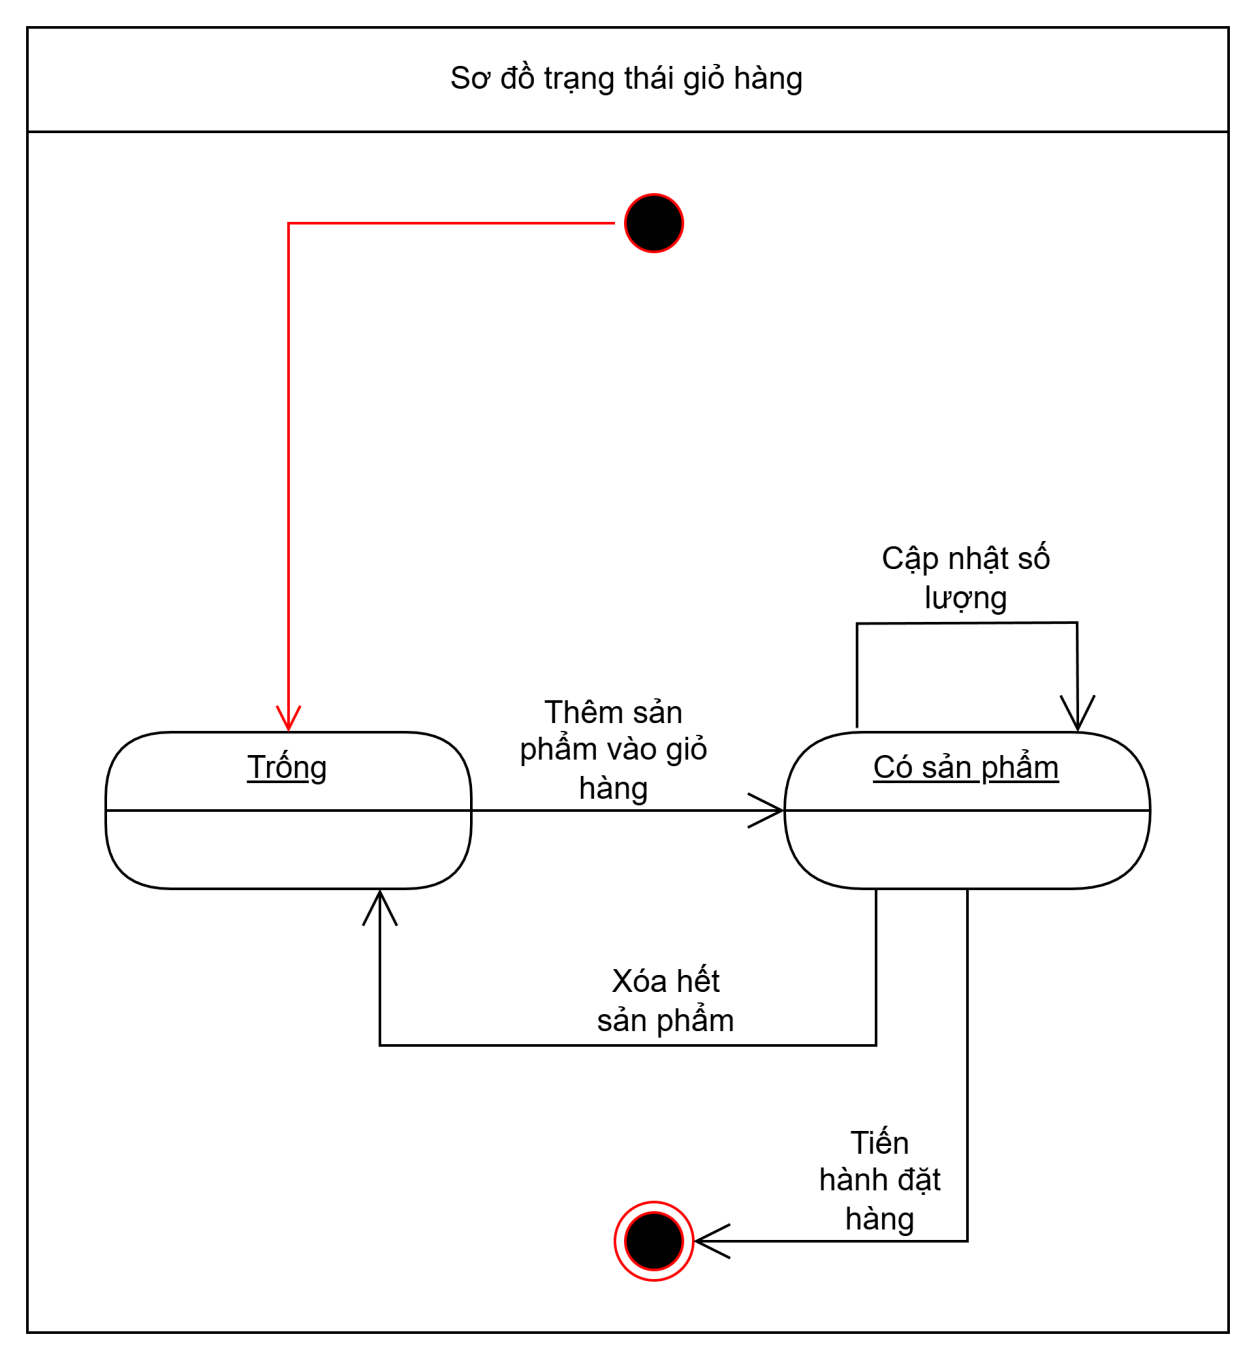 Sơ đồ trạng thái giỏ hàng
Cập nhật số
lượng
Thêm sản
phẩm vào giỏ
hàng
Trống
Có sản phẩm
Xóa hết
sản phẩm
Tiến
hành đặt
hàng